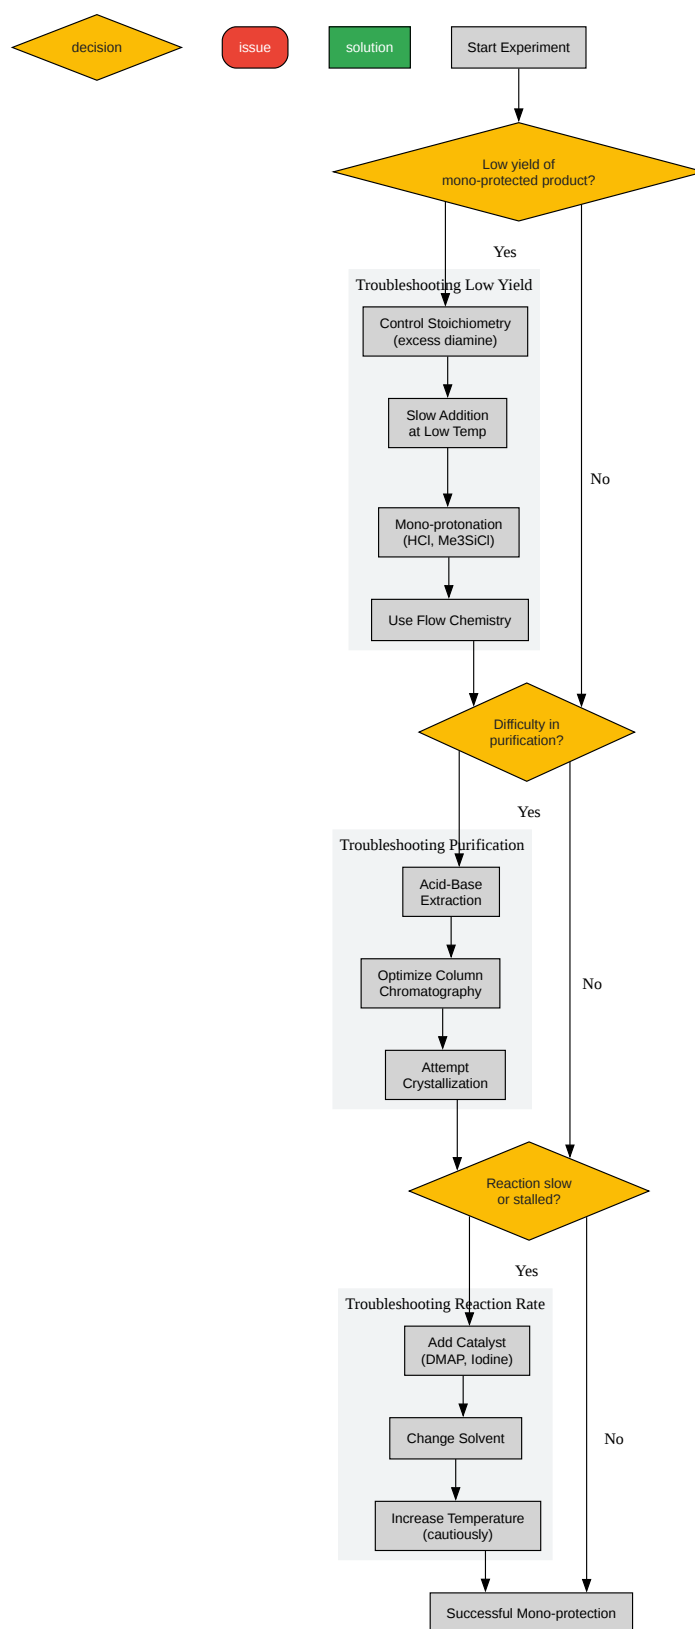 decision
issue
solution
Start Experiment
Low yield of
mono-protected product?
Yes
Troubleshooting Low Yield
Control Stoichiometry
(excess diamine)
Slow Addition
at Low Temp
No
Mono-protonation
(HCl, Me3SiCl)
Use Flow Chemistry
Difficulty in
purification?
Yes
Troubleshooting Purification
Acid-Base
Extraction
Optimize Column
Chromatography
No
Attempt
Crystallization
Reaction slow
or stalled?
Yes
Troubleshooting Reaction Rate
Add Catalyst
(DMAP, Iodine)
Change Solvent
No
Increase Temperature
(cautiously)
Successful Mono-protection